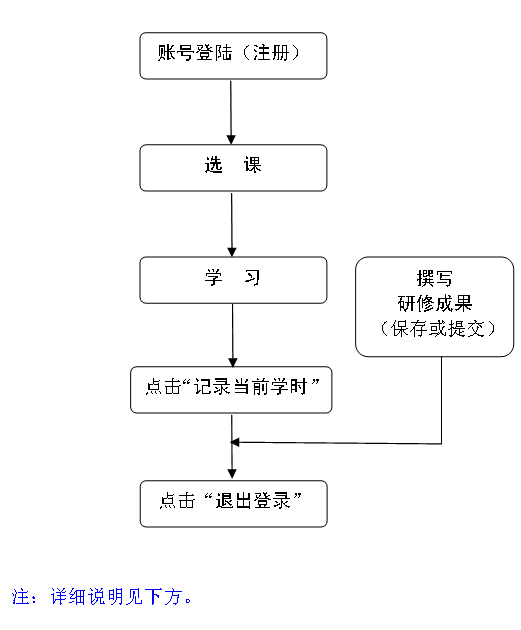 账号登陆（注册）
选 课
学 习
撰写
研修成果
（保存或提交）
点击“记录当前学时”
点击“退出登录”
注：详细说明见下方。